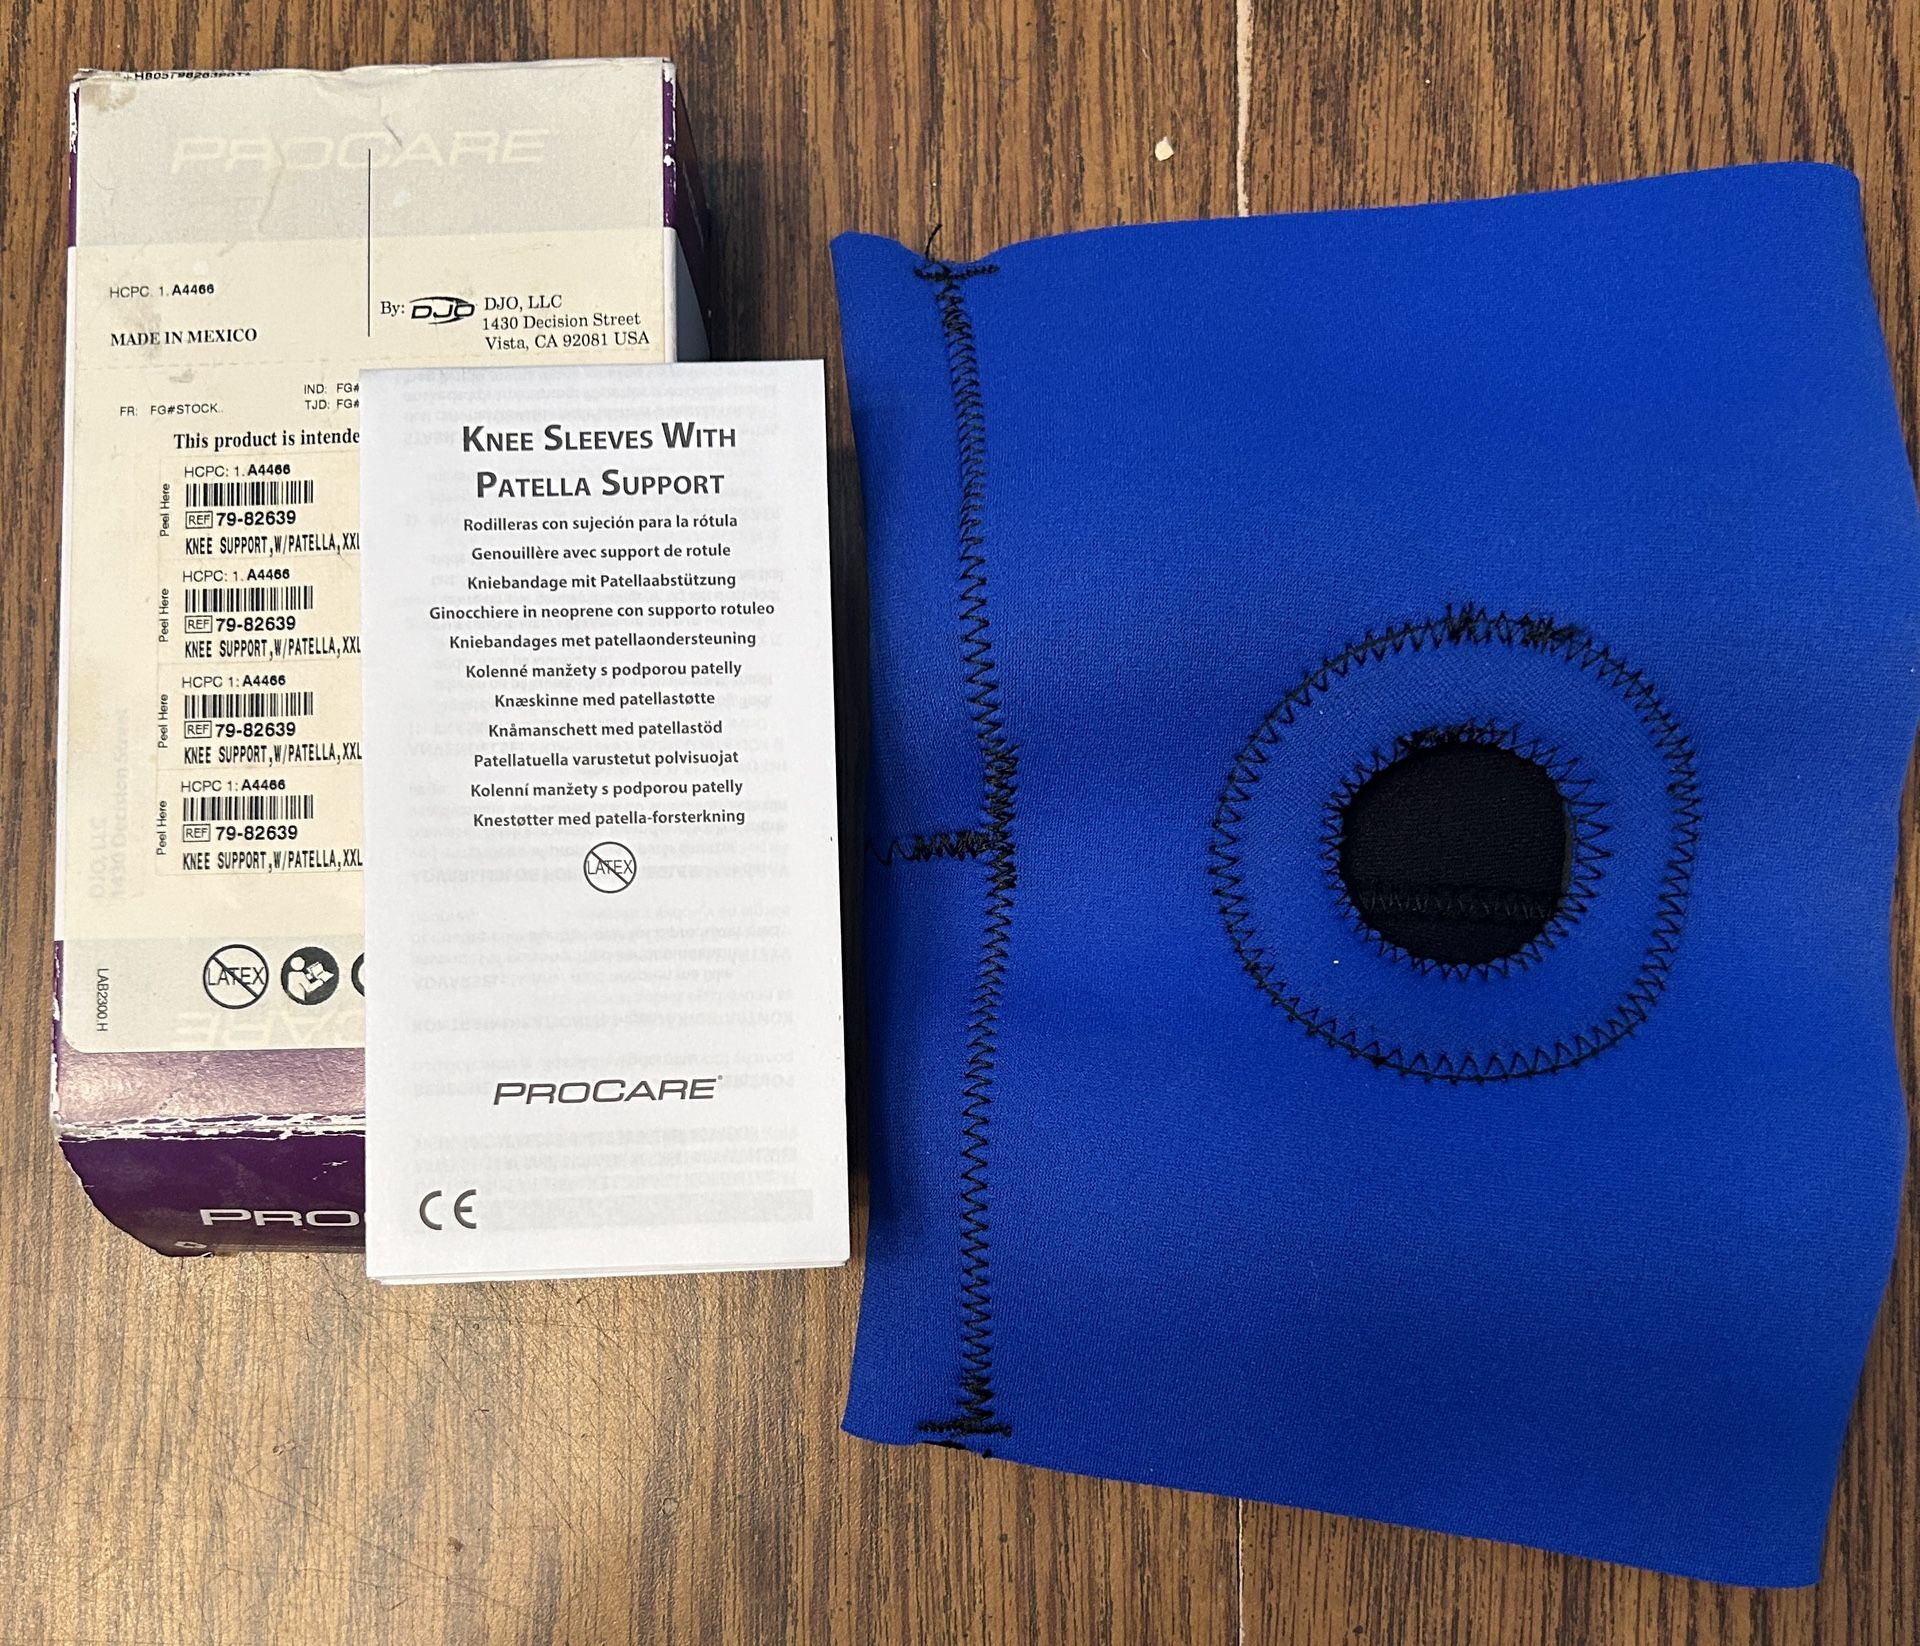 PROCARE
HCPC. 1. A4466
MADE IN MEXICO
By: DJO DJO, LLC
1430 Decision Street
Vista, CA 92081 USA
IND: FG#
FR: FG#STOCK..
TJD: FG#
This product is intende
Peel Here
HCPC: 1. A4466
REF 79-82639
KNEE SUPPORT,W/PATELLA,XXL
Peel Here
HCPC: 1. A4466
REF 79-82639
KNEE SUPPORT,W/PATELLA,XXL
Peel Here
HCPC 1: A4466
REF 79-82639
KNEE SUPPORT,W/PATELLA,XXL
Peel Here
HCPC 1: A4466
REF 79-82639
KNEE SUPPORT,W/PATELLA,XXL
DJO, LLC
1430 Decision Street
LATEX
LAB2300.H
PRO
KNEE SLEEVES WITH
PATELLA SUPPORT
Rodilleras con sujeción para la rótula
Genouillère avec support de rotule
Kniebandage mit Patellaabstützung
Ginocchiere in neoprene con supporto rotuleo
Kniebandages met patellaondersteuning
Kolenné manžety s podporou patelly
Knæskinne med patellastøtte
Knåmanschett med patellastöd
Patellatuella varustetut polvisuojat
Kolenní manžety s podporou patelly
Knestøtter med patella-forsterkning
LATEX
PROCARE®
CE